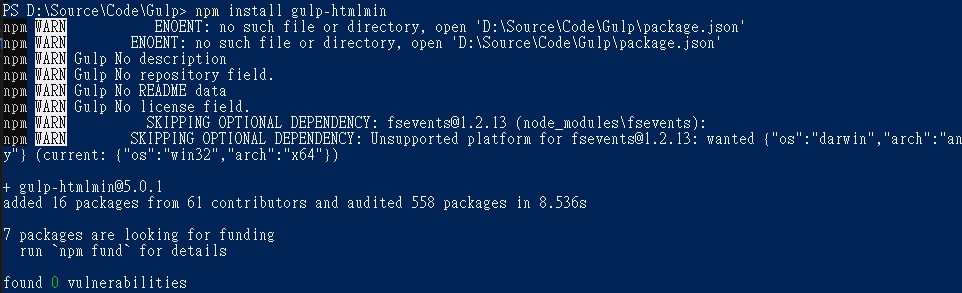 PS D:\Source\Code\Gulp> npm install gulp-htmlmin
npm WARN ENOENT: no such file or directory, open 'D:\Source\Code\Gulp\package.json'
npm WARN ENOENT: no such file or directory, open 'D:\Source\Code\Gulp\package.json'
npm WARN Gulp No description
npm WARN Gulp No repository field.
npm WARN Gulp No README data
npm WARN Gulp No license field.
npm WARN SKIPPING OPTIONAL DEPENDENCY: fsevents@1.2.13 (node_modules\fsevents):
npm WARN SKIPPING OPTIONAL DEPENDENCY: Unsupported platform for fsevents@1.2.13: wanted {"os":"darwin","arch":"an
y"} (current: {"os":"win32","arch":"x64"})
+ gulp-htmlmin@5.0.1
added 16 packages from 61 contributors and audited 558 packages in 8.536s
7 packages are looking for funding
run `npm fund` for details
found 0 vulnerabilities